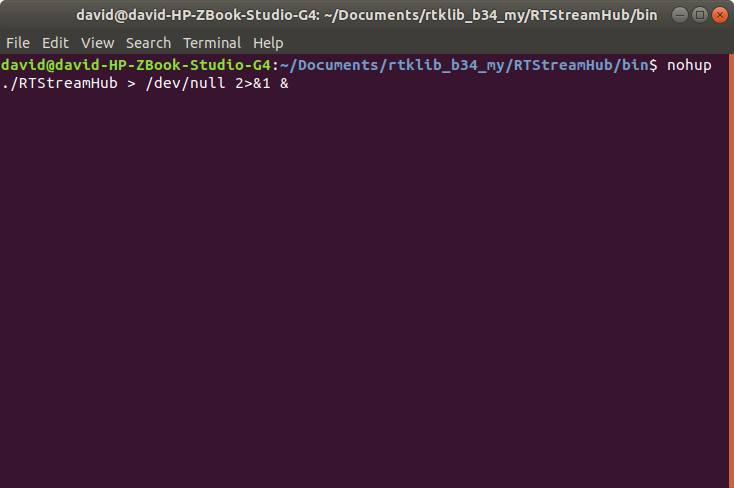 david@david-HP-ZBook-Studio-G4: ~/Documents/rtklib_b34_my/RTStreamHub/bin
File Edit View Search Terminal Help
david@david-HP-ZBook-Studio-G4:~/Documents/rtklib_b34_my/RTStreamHub/bin$ nohup
./RTStreamHub > /dev/null 2>&1 &